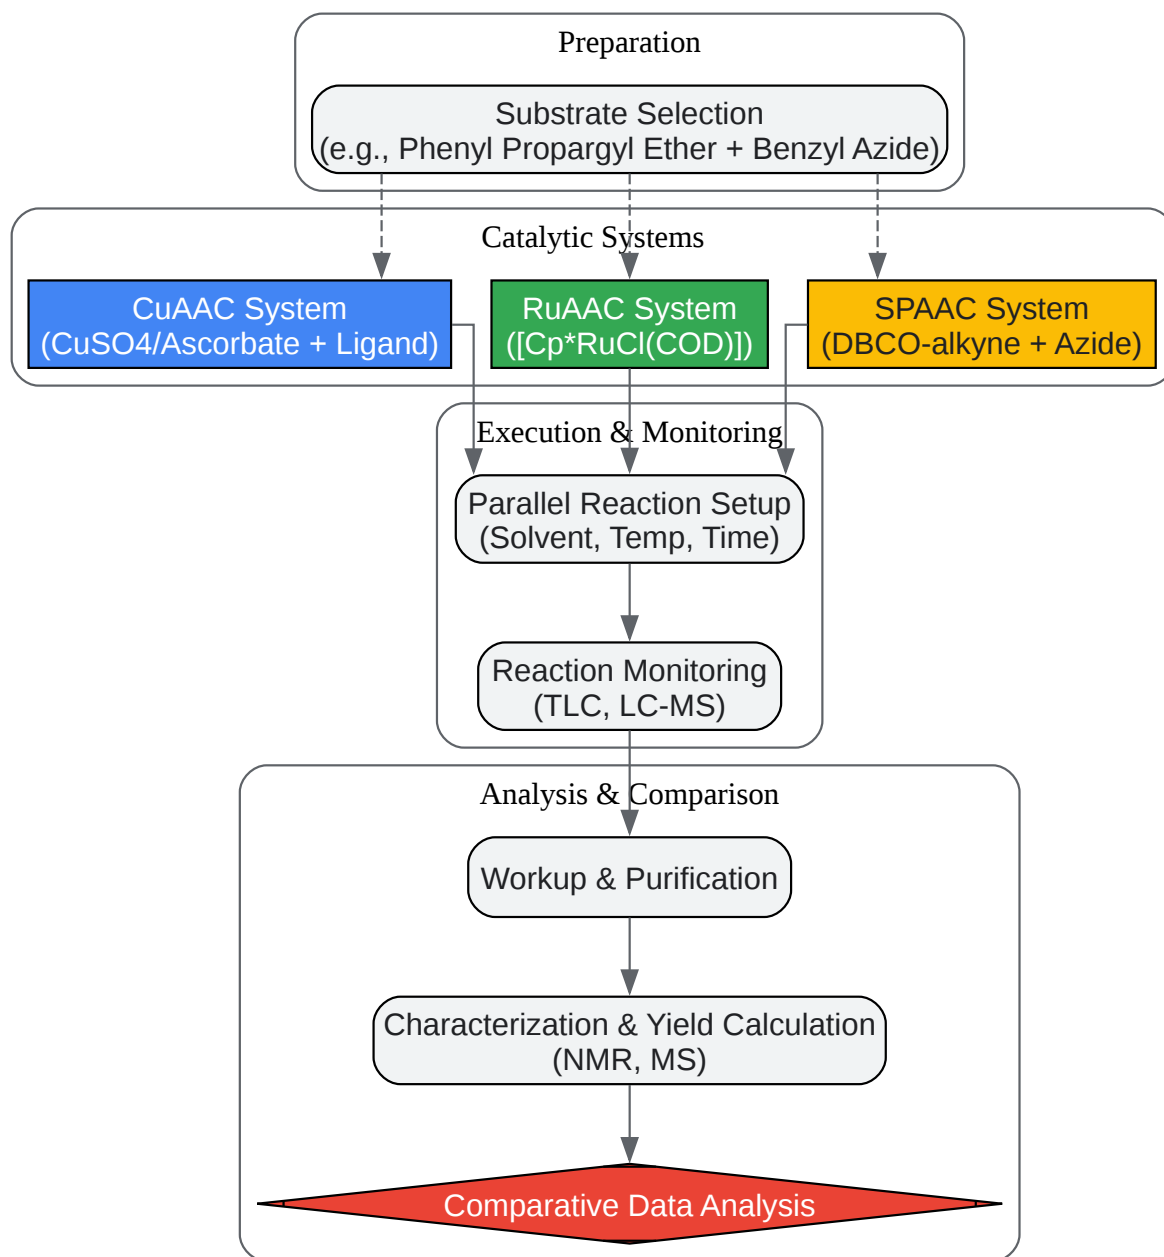 Preparation
Substrate Selection
(e.g., Phenyl Propargyl Ether + Benzyl Azide)
Catalytic Systems
CuAAC System
(CuSO4/Ascorbate + Ligand)
RuAAC System
([Cp*RuCl(COD)])
SPAAC System
(DBCO-alkyne + Azide)
Execution & Monitoring
Parallel Reaction Setup
(Solvent, Temp, Time)
Reaction Monitoring
(TLC, LC-MS)
Analysis & Comparison
Workup & Purification
Characterization & Yield Calculation
(NMR, MS)
Comparative Data Analysis